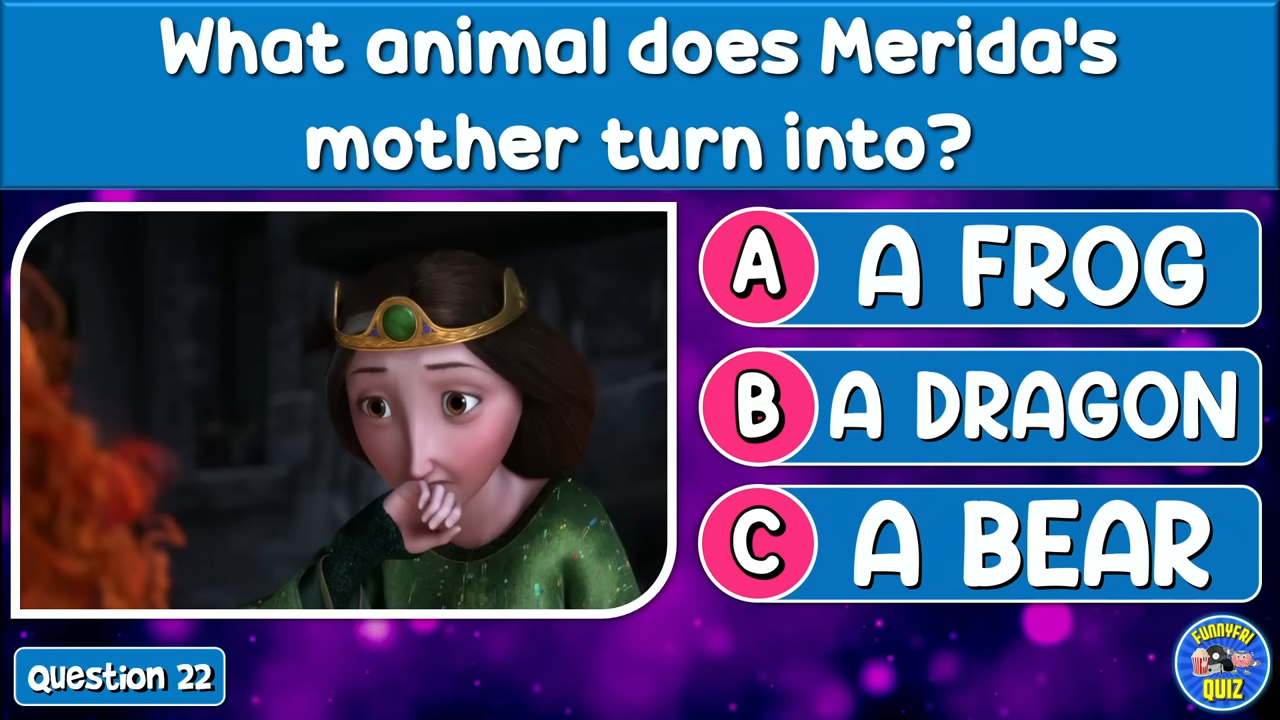 What animal does Merida's
mother turn into?
A A FROG
B A DRAGON
C A BEAR
Question 22
FUNNYFRI
QUIZ